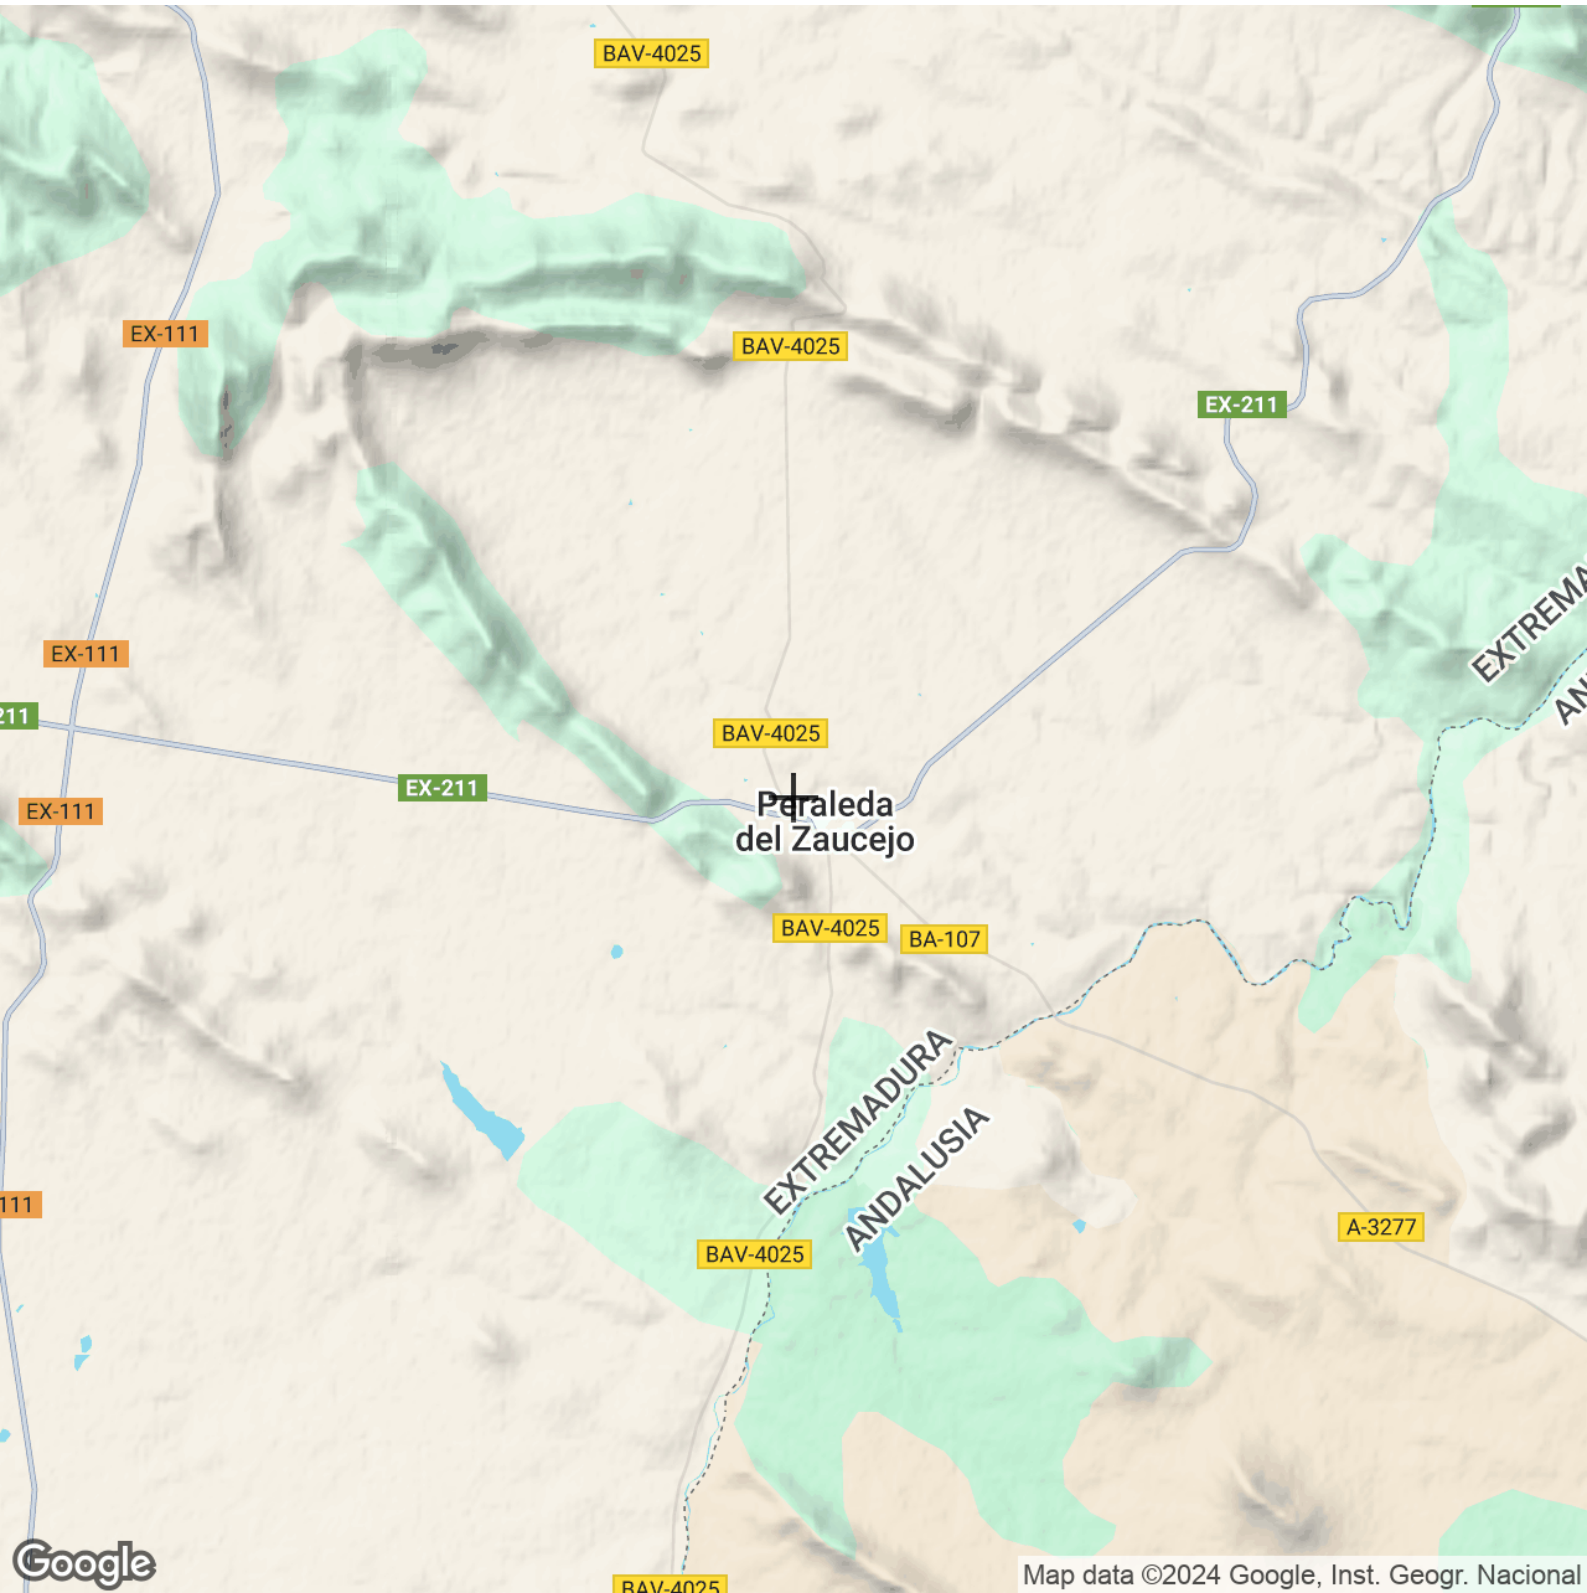 BAV-4025
EX-111
BAV-4025
EX-211
EXTREMA
EX-111
AN
211
BAV-4025
EX-211
EX-111
Peraleda
del Zaucejo
BAV-4025
BA-107
EXTREMADURA
ANDALUSIA
111
A-3277
BAV-4025
Google
Map data ©2024 Google, Inst. Geogr. Nacional
BAV-4025